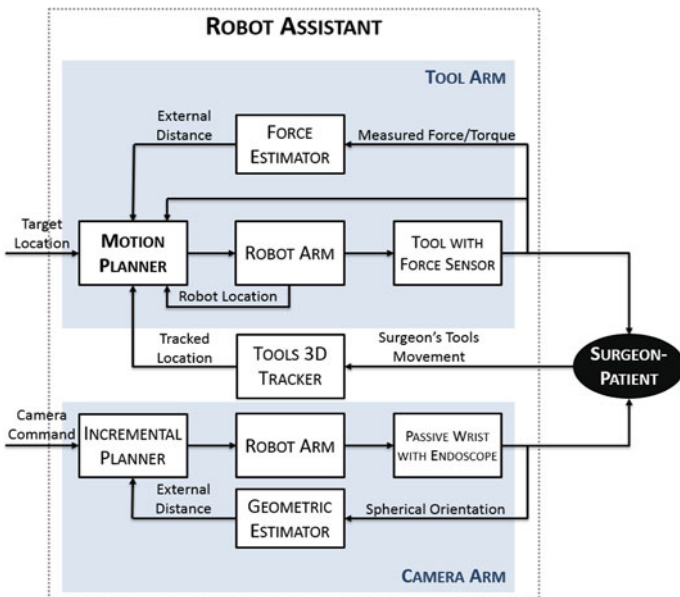 ROBOT ASSISTANT
TOOL ARM
External
Distance
FORCE
ESTIMATOR
Measured Force/Torque
Target
Location
MOTION
PLANNER
ROBOT ARM
TOOL WITH
FORCE SENSOR
Robot Location
Tracked
Location
TOOLS 3D
TRACKER
Surgeon's Tools
Movement
SURGEON-
PATIENT
Camera
Command
INCREMENTAL
PLANNER
ROBOT ARM
PASSIVE WRIST
WITH ENDOSCOPE
External
Distance
GEOMETRIC
ESTIMATOR
Spherical Orientation
CAMERA ARM